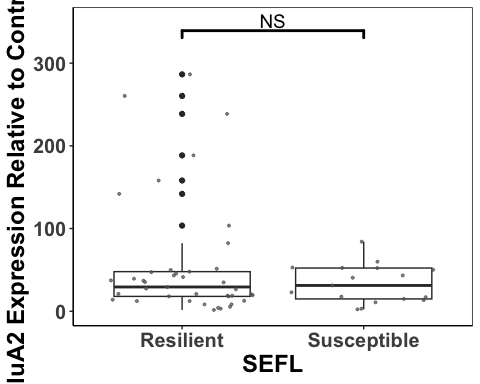 NS
luA2 Expression Relative to Contr
300
200
100
0
Resilient
Susceptible
SEFL